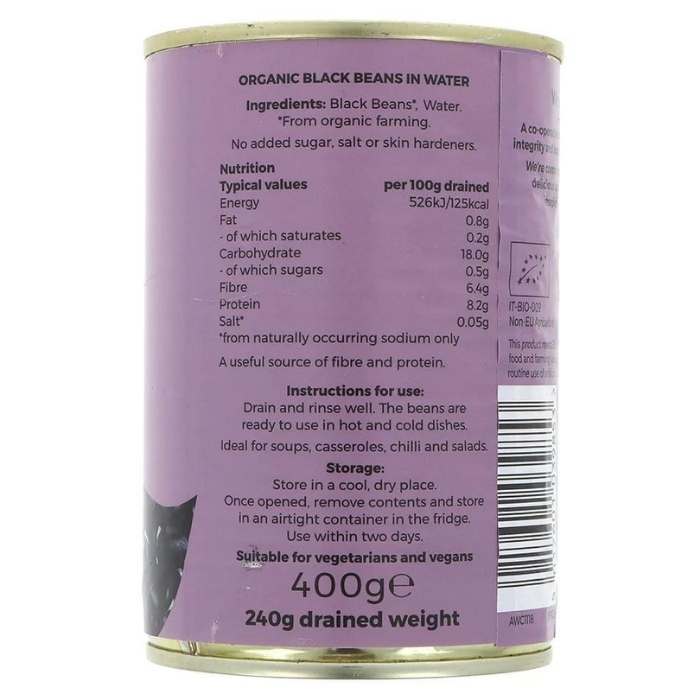 ORGANIC BLACK BEANS IN WATER
Ingredients: Black Beans*, Water.
*From organic farming.
No added sugar, salt or skin hardeners.
Nutrition
Typical values per 100g drained
Energy 526kJ/125kcal
Fat 0.8g
- of which saturates 0.2g
Carbohydrate 18.0g
- of which sugars 0.5g
Fibre 6.4g
Protein 8.2g
Salt* 0.05g
*from naturally occurring sodium only
A useful source of fibre and protein.
Instructions for use:
Drain and rinse well. The beans are
ready to use in hot and cold dishes.
Ideal for soups, casseroles, chilli and salads.
Storage:
Store in a cool, dry place.
Once opened, remove contents and store
in an airtight container in the fridge.
Use within two days.
Suitable for vegetarians and vegans
400g℮
240g drained weight
integrity and
We're
IT-BIO-009
Non-EU
This product
food and farming
routine use of
AWC1118